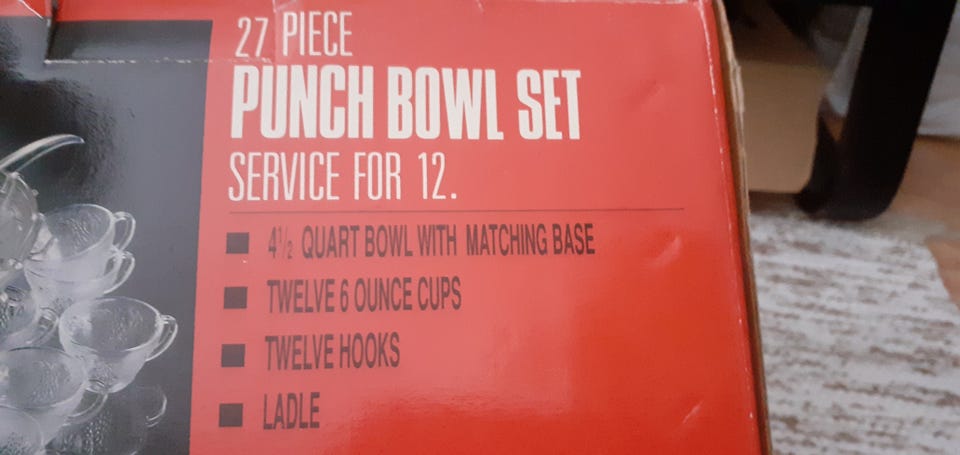 27 PIECE
PUNCH BOWL SET
SERVICE FOR 12.
4½ QUART BOWL WITH MATCHING BASE
TWELVE 6 OUNCE CUPS
TWELVE HOOKS
LADLE